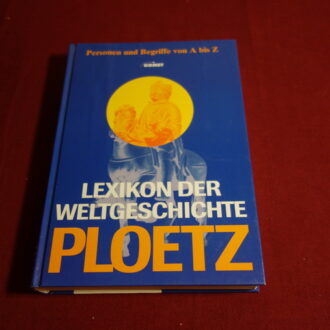 Personen und Begriffe von A bis Z
LEXIKON DER
WELTGESCHICHTE
PLOETZ